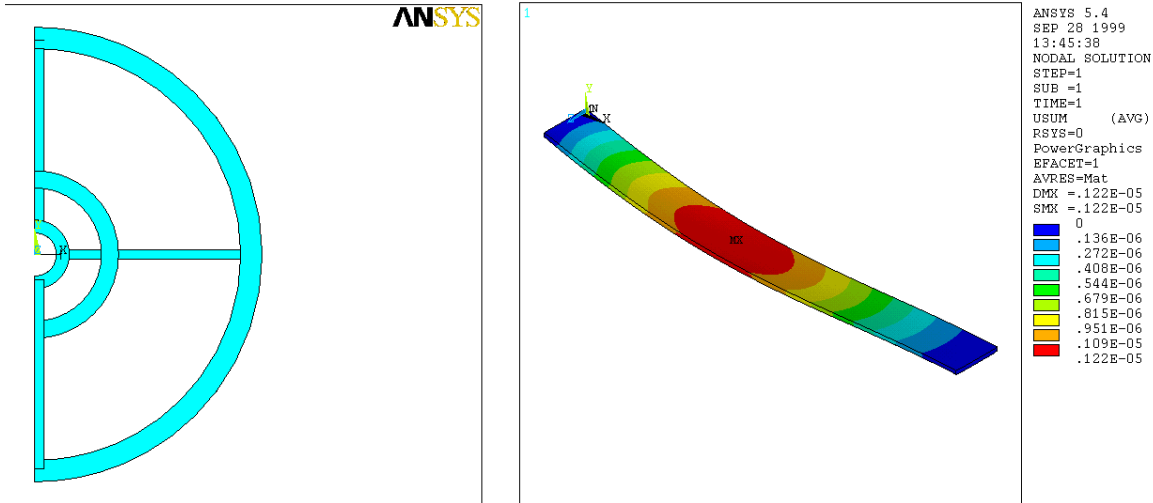 ANSYS
X
Z
1
Y
MN
X
Z
MX
ANSYS 5.4
SEP 28 1999
13:45:38
NODAL SOLUTION
STEP=1
SUB =1
TIME=1
USUM (AVG)
RSYS=0
PowerGraphics
EFACET=1
AVRES=Mat
DMX =.122E-05
SMX =.122E-05
0
.136E-06
.272E-06
.408E-06
.544E-06
.679E-06
.815E-06
.951E-06
.109E-05
.122E-05